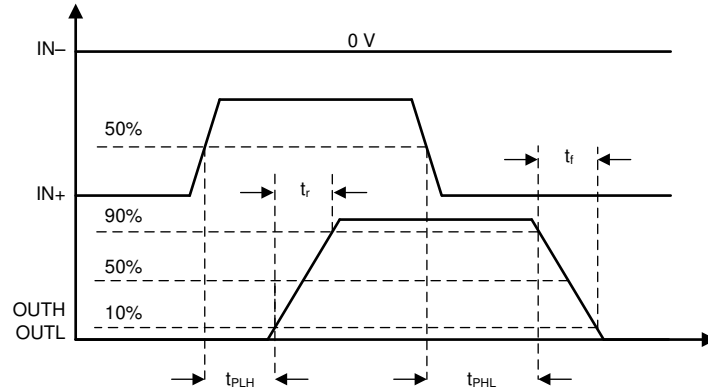 IN–
0 V
50%
t_f
IN+
t_r
90%
50%
OUTH
10%
OUTL
t_PLH
t_PHL